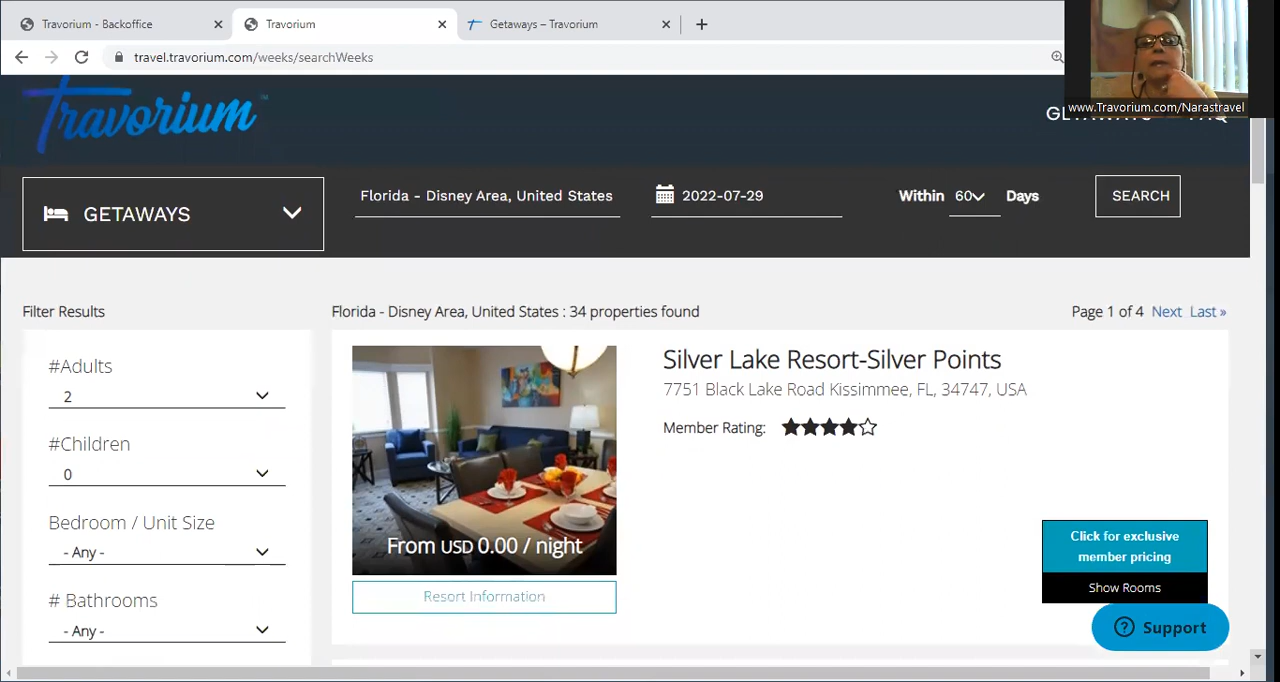 Travorium - Backoffice
Travorium
Getaways – Travorium
travel.travorium.com/weeks/searchWeeks
www.Travorium.com/Narastravel
Travorium™
GETAWAYS
FAQ
GETAWAYS
Florida - Disney Area, United States
2022-07-29
Within 60 Days
SEARCH
Filter Results
Florida - Disney Area, United States : 34 properties found
Page 1 of 4 Next Last »
#Adults
2
#Children
0
Bedroom / Unit Size
- Any -
# Bathrooms
- Any -
From USD 0.00 / night
Resort Information
Silver Lake Resort-Silver Points
7751 Black Lake Road Kissimmee, FL, 34747, USA
Member Rating:
Click for exclusive
member pricing
Show Rooms
Support